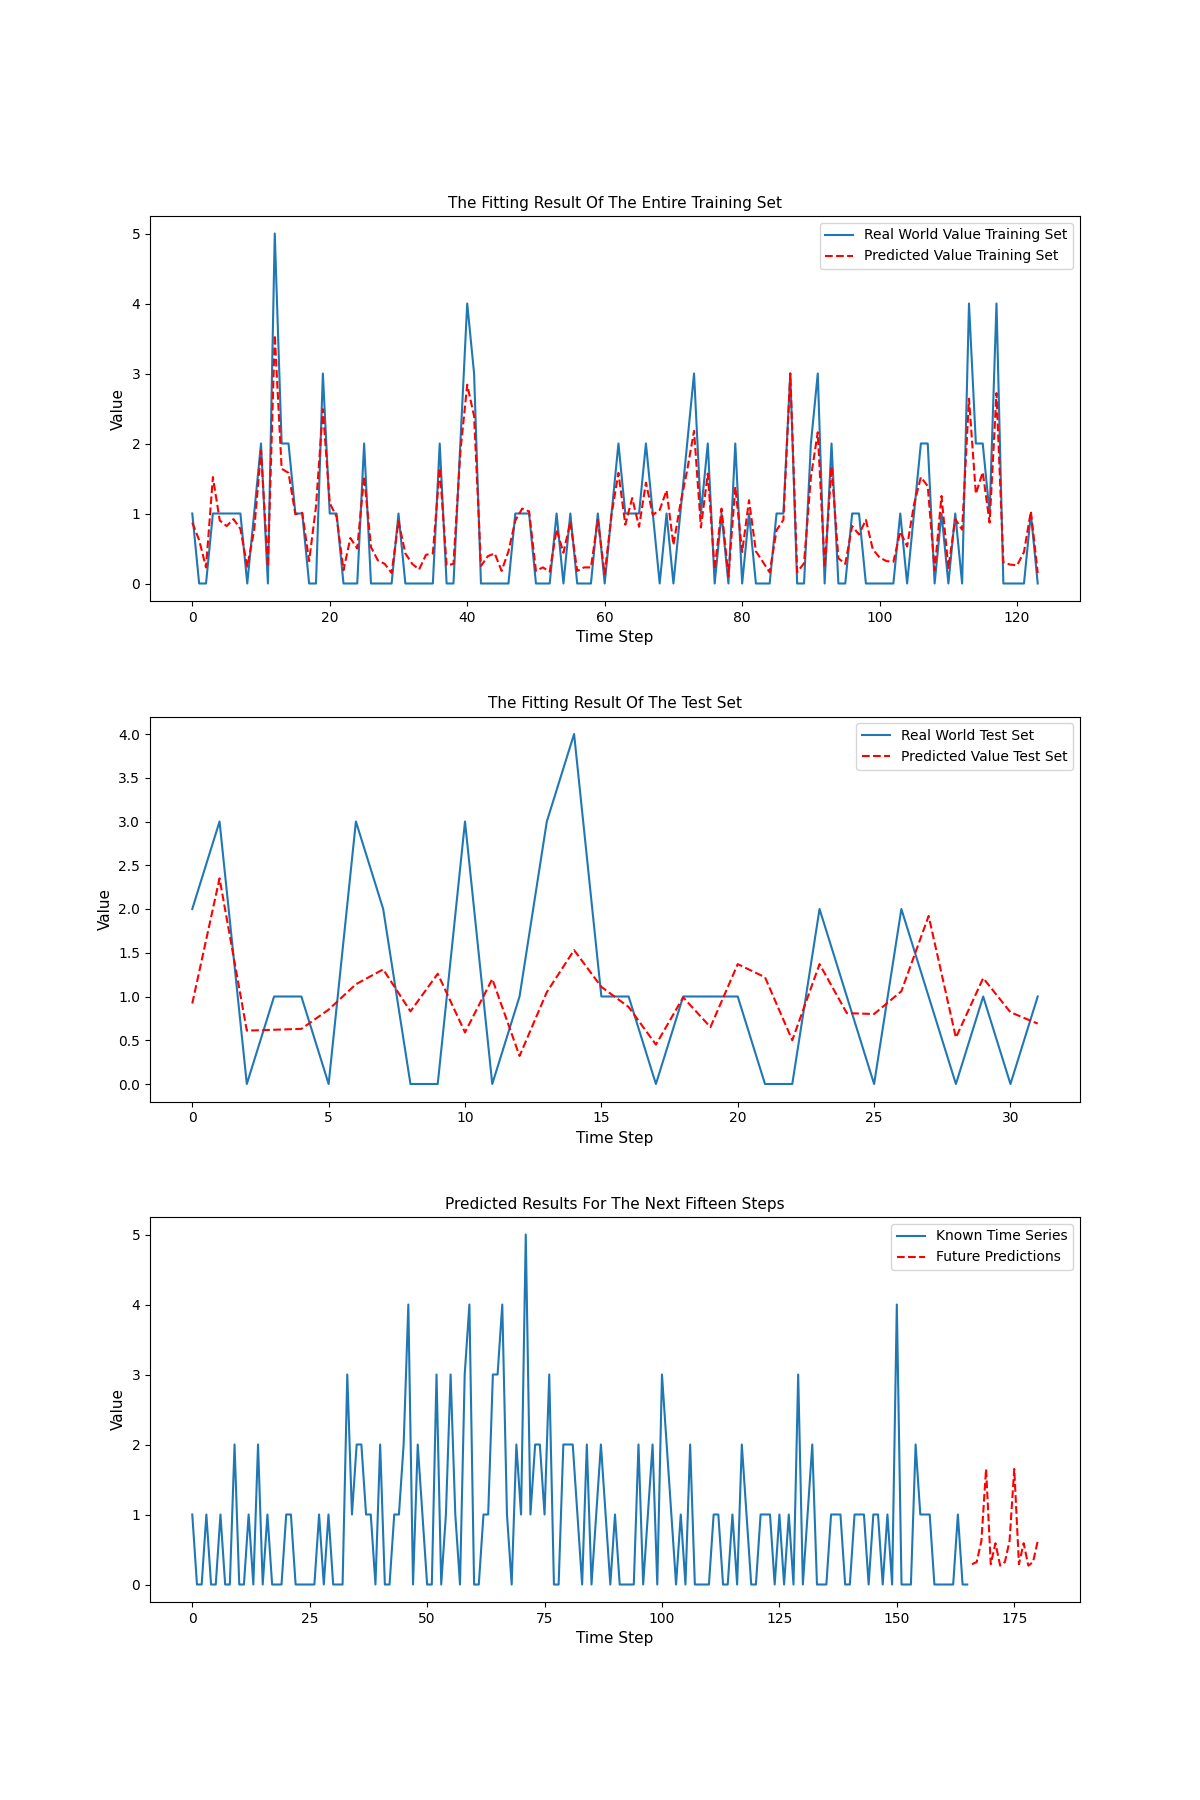 The Fitting Result Of The Entire Training Set
Real World Value Training Set
Predicted Value Training Set
Value
5
4
3
2
1
0
0 20 40 60 80 100 120
Time Step
The Fitting Result Of The Test Set
Real World Test Set
Predicted Value Test Set
Value
4.0
3.5
3.0
2.5
2.0
1.5
1.0
0.5
0.0
0 5 10 15 20 25 30
Time Step
Predicted Results For The Next Fifteen Steps
Known Time Series
Future Predictions
Value
5
4
3
2
1
0
0 25 50 75 100 125 150 175
Time Step